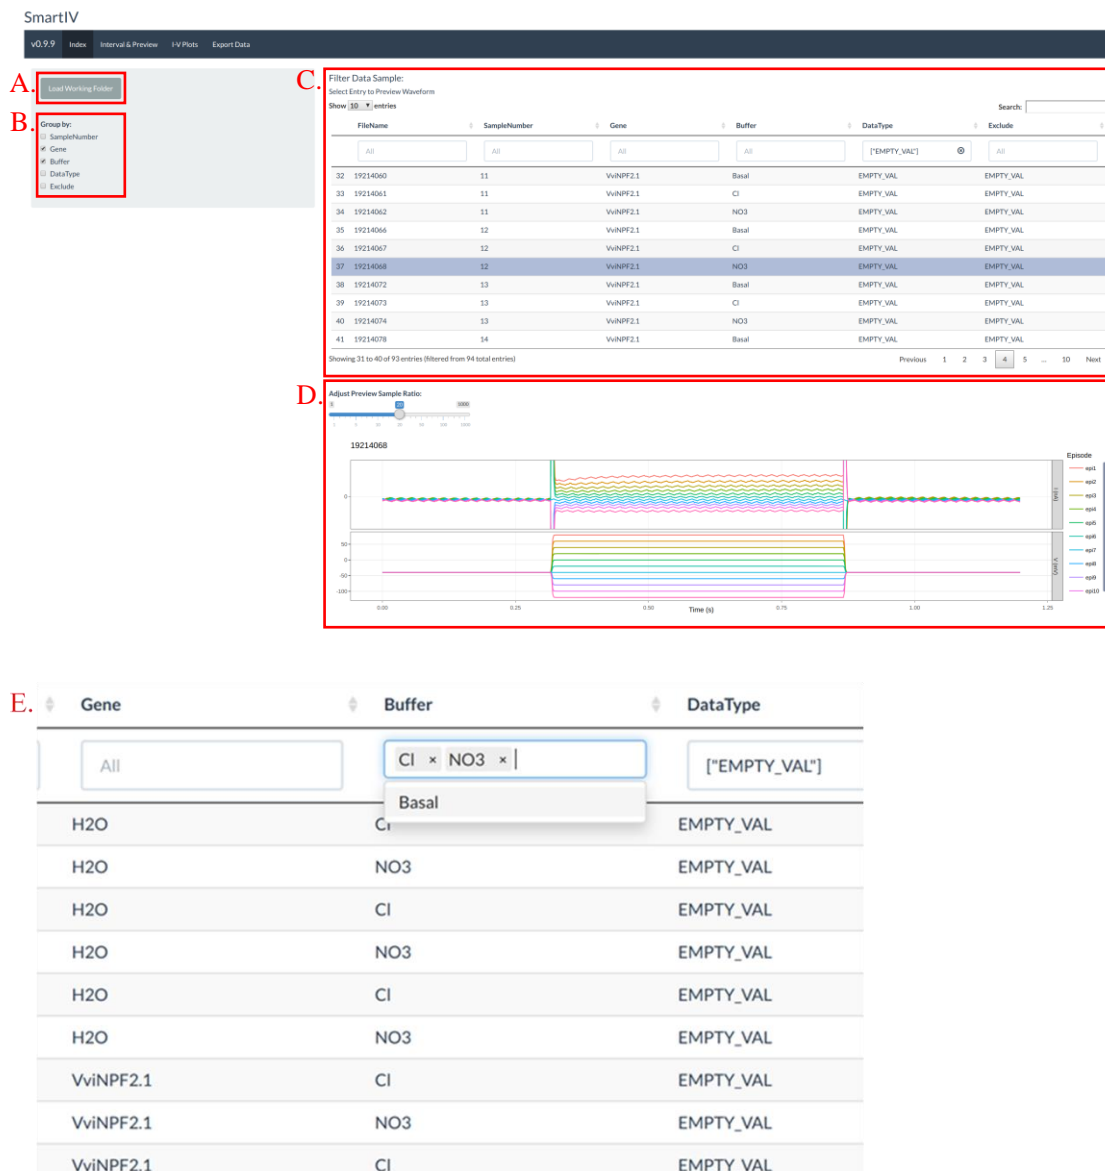 SmartIV
v0.9.9 Index Interval & Preview I-V Plots Export Data
A.
Load Working Folder
B.
Group by:
SampleNumber
Gene
Buffer
DataType
Exclude
C.
Filter Data Sample:
Select Entry to Preview Waveform
Show 10 entries
Search:
FileName SampleNumber Gene Buffer DataType Exclude
All All All All ["EMPTY_VAL"] All
32 19214060 11 VviNPF2.1 Basal EMPTY_VAL EMPTY_VAL
33 19214061 11 VviNPF2.1 Cl EMPTY_VAL EMPTY_VAL
34 19214062 11 VviNPF2.1 NO3 EMPTY_VAL EMPTY_VAL
35 19214066 12 VviNPF2.1 Basal EMPTY_VAL EMPTY_VAL
36 19214067 12 VviNPF2.1 Cl EMPTY_VAL EMPTY_VAL
37 19214068 12 VviNPF2.1 NO3 EMPTY_VAL EMPTY_VAL
38 19214072 13 VviNPF2.1 Basal EMPTY_VAL EMPTY_VAL
39 19214073 13 VviNPF2.1 Cl EMPTY_VAL EMPTY_VAL
40 19214074 13 VviNPF2.1 NO3 EMPTY_VAL EMPTY_VAL
41 19214078 14 VviNPF2.1 Basal EMPTY_VAL EMPTY_VAL
Showing 31 to 40 of 93 entries (filtered from 94 total entries)
Previous 1 2 3 4 5 ... 10 Next
D.
Adjust Preview Sample Ratio:
20
19214068
Episode
epi1
epi2
epi3
epi4
epi5
epi6
epi7
epi8
epi9
epi10
0
I (nA)
50
0
-50
-100
V (mV)
0.00 0.25 0.50 0.75 1.00 1.25
Time (s)
E.
Gene Buffer DataType
All Cl × NO3 × ["EMPTY_VAL"]
Basal
H2O Cl EMPTY_VAL
H2O NO3 EMPTY_VAL
H2O Cl EMPTY_VAL
H2O NO3 EMPTY_VAL
H2O Cl EMPTY_VAL
H2O NO3 EMPTY_VAL
VviNPF2.1 Cl EMPTY_VAL
VviNPF2.1 NO3 EMPTY_VAL
VviNPF2.1 Cl EMPTY_VAL